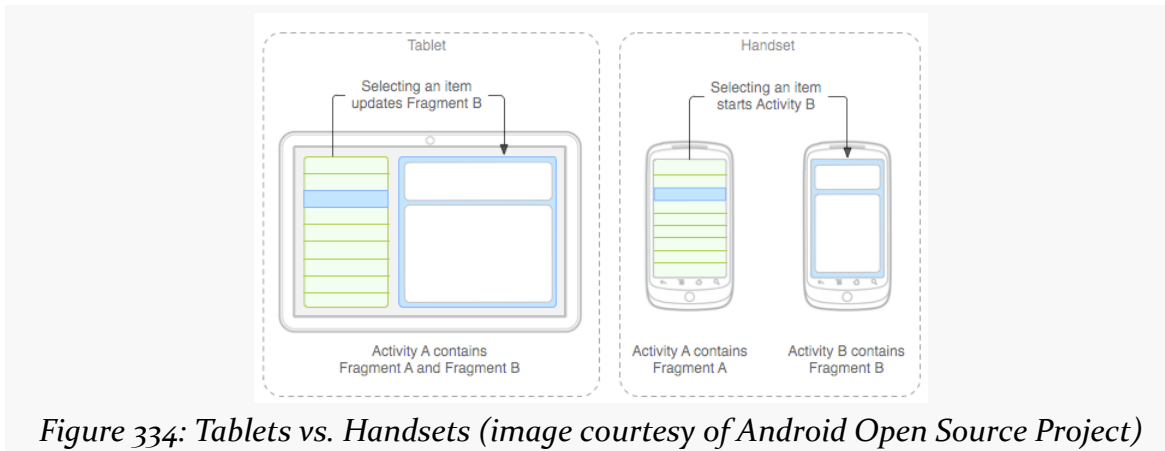 Tablet
Selecting an item
updates Fragment B
Activity A contains
Fragment A and Fragment B
Handset
Selecting an item
starts Activity B
Activity A contains
Fragment A
Activity B contains
Fragment B
Figure 334: Tablets vs. Handsets (image courtesy of Android Open Source Project)